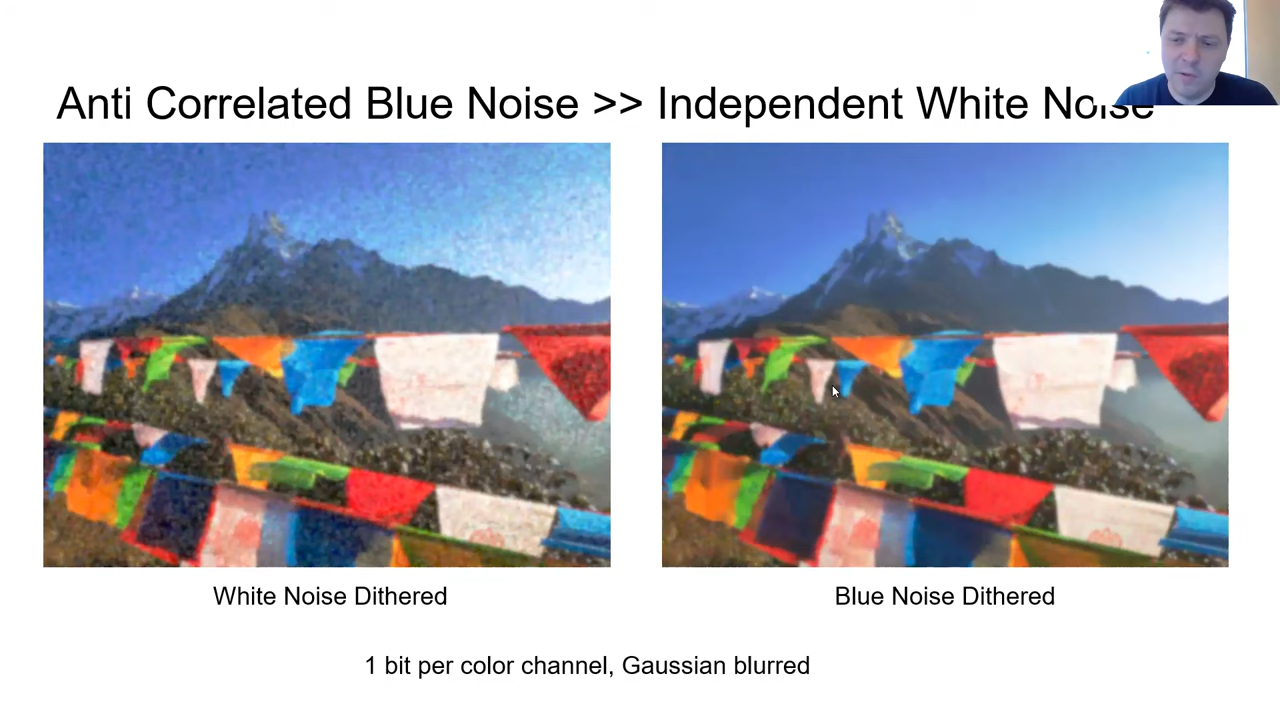 Anti Correlated Blue Noise >> Independent White Noise
White Noise Dithered
Blue Noise Dithered
1 bit per color channel, Gaussian blurred